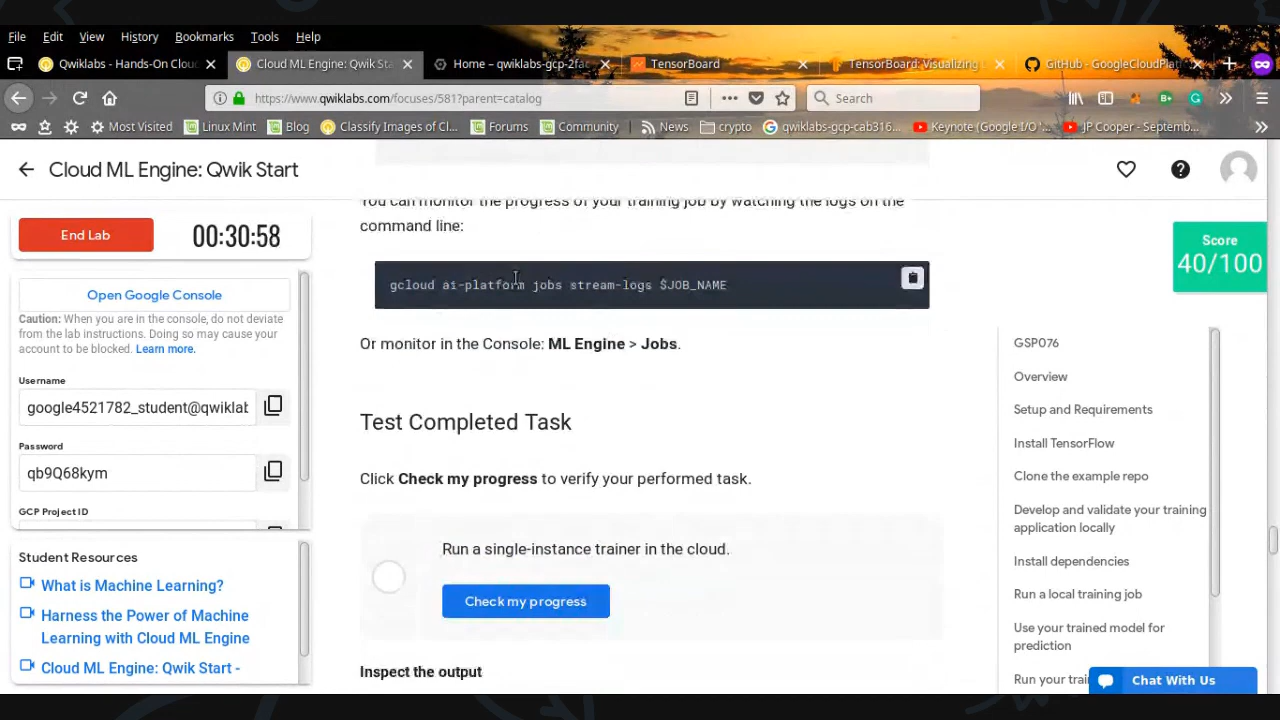 File Edit View History Bookmarks Tools Help
Qwiklabs - Hands-On Clou
Cloud ML Engine: Qwik Sta
Home – qwiklabs-gcp-2fac
TensorBoard
TensorBoard: Visualizing L
GitHub - GoogleCloudPlatf
https://www.qwiklabs.com/focuses/581?parent=catalog
Search
Most Visited
Linux Mint
Blog
Classify Images of Cl...
Forums
Community
News
crypto
qwiklabs-gcp-cab316...
Keynote (Google I/O '...
JP Cooper - Septemb...
Cloud ML Engine: Qwik Start
End Lab
00:30:58
Open Google Console
Caution: When you are in the console, do not deviate
from the lab instructions. Doing so may cause your
account to be blocked. Learn more.
Username
google4521782_student@qwiklab
Password
qb9Q68kym
GCP Project ID
Student Resources
What is Machine Learning?
Harness the Power of Machine
Learning with Cloud ML Engine
Cloud ML Engine: Qwik Start -
You can monitor the progress of your training job by watching the logs on the
command line:
gcloud ai-platform jobs stream-logs $JOB_NAME
Or monitor in the Console: ML Engine > Jobs.
Test Completed Task
Click Check my progress to verify your performed task.
Run a single-instance trainer in the cloud.
Check my progress
Inspect the output
Score
40/100
GSP076
Overview
Setup and Requirements
Install TensorFlow
Clone the example repo
Develop and validate your training
application locally
Install dependencies
Run a local training job
Use your trained model for
prediction
Run your trai
Chat With Us